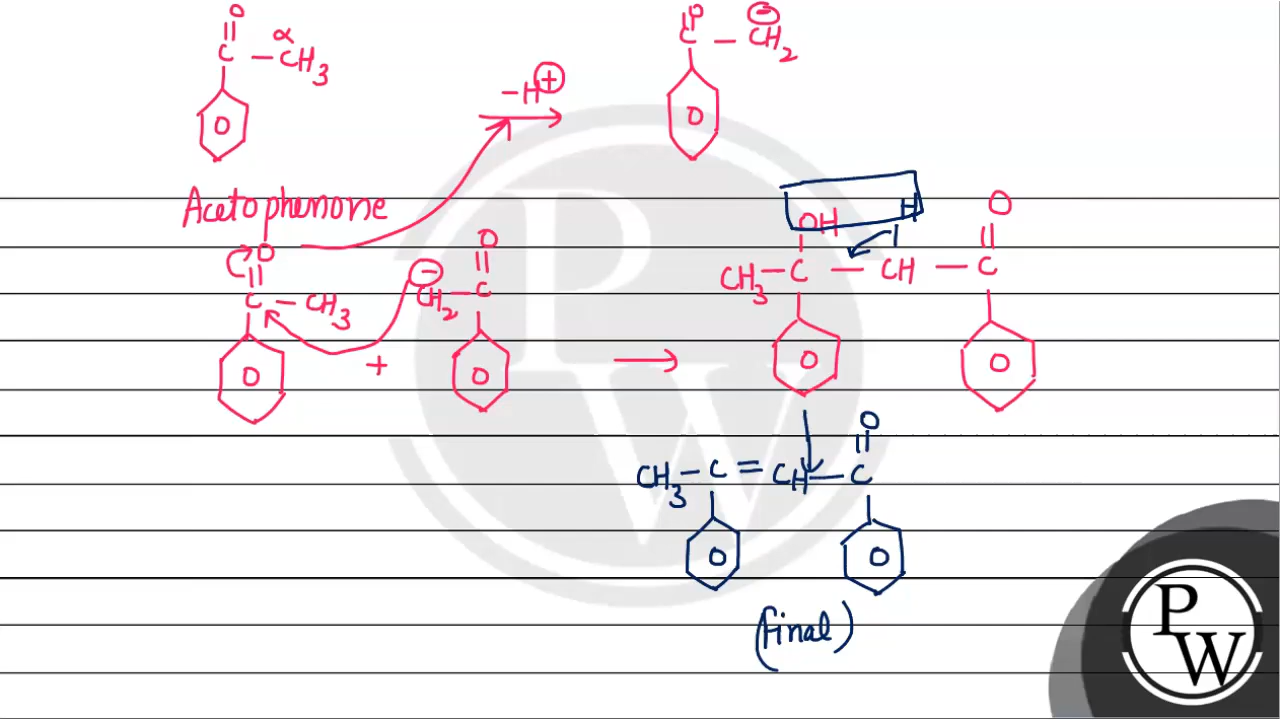 O O
α ⊖
C – CH3 C – CH2
–H⊕
O O
Acetophenone
H O
OH
O O
⊖
CH3 – C – CH – C
C – CH3 CH2 – C
+
O O O O
O
CH3 – C = CH – C
O O
(final)
P
W
P
W